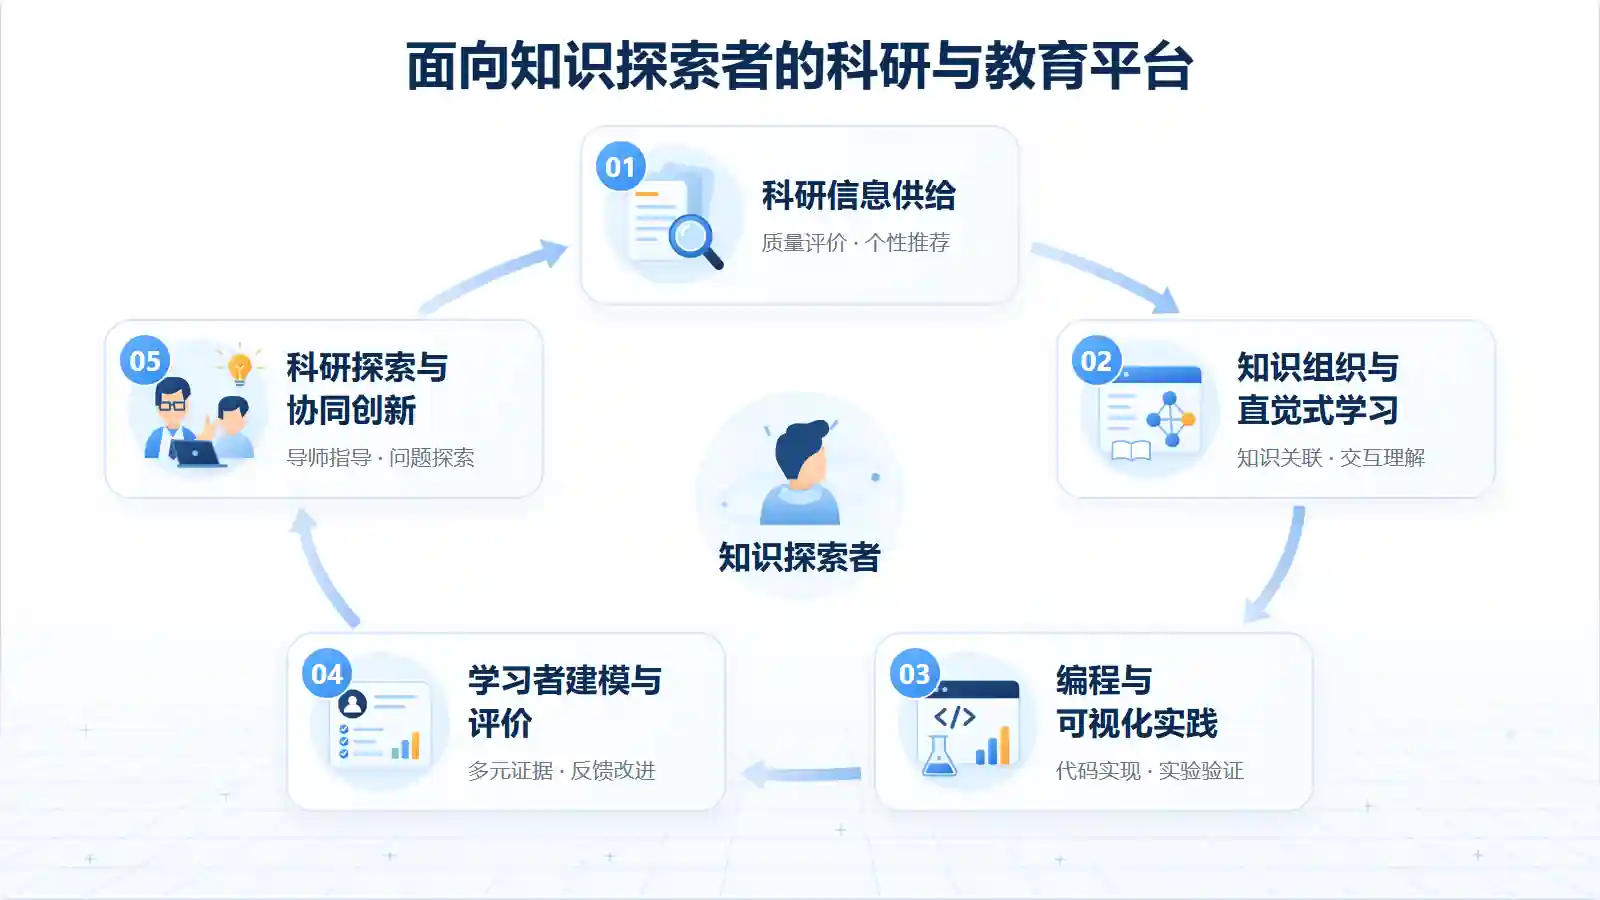 面向知识探索者的科研与教育平台
01
科研信息供给
质量评价 · 个性推荐
02
知识组织与
直觉式学习
知识关联 · 交互理解
03
</>
编程与
可视化实践
代码实现 · 实验验证
04
学习者建模与
评价
多元证据 · 反馈改进
05
科研探索与
协同创新
导师指导 · 问题探索
知识探索者